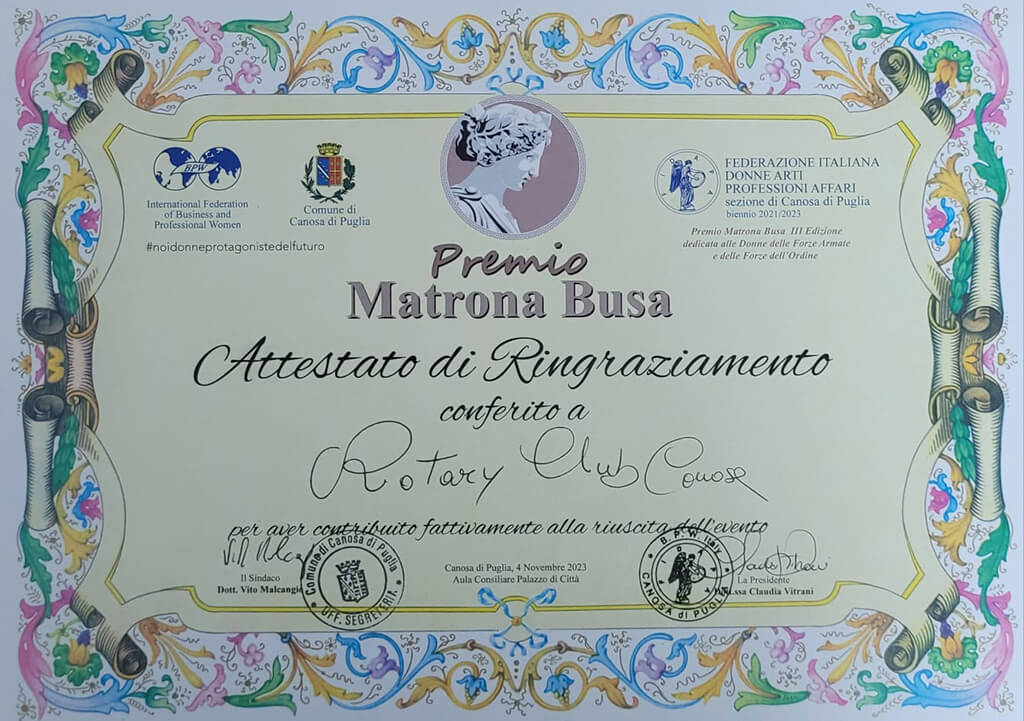 BPW
International Federation
of Business and
Professional Women
#noidonneprotagonistedelfuturo
Comune di
Canosa di Puglia
FEDERAZIONE ITALIANA
DONNE ARTI
PROFESSIONI AFFARI
sezione di Canosa di Puglia
biennio 2021/2023
Premio Matrona Busa III Edizione
dedicata alle Donne delle Forze Armate
e delle Forze dell'Ordine
Premio
Matrona Busa
Attestato di Ringraziamento
conferito a
Rotary Club Canosa
per aver contribuito fattivamente alla riuscita dell'evento
Il Sindaco
Dott. Vito Malcangio
Comune di Canosa di Puglia
UFF. SEGRETERIA
Canosa di Puglia, 4 Novembre 2023
Aula Consiliare Palazzo di Città
B.P.W Italy
CANOSA di PUGLIA
La Presidente
Claudia Vitrani